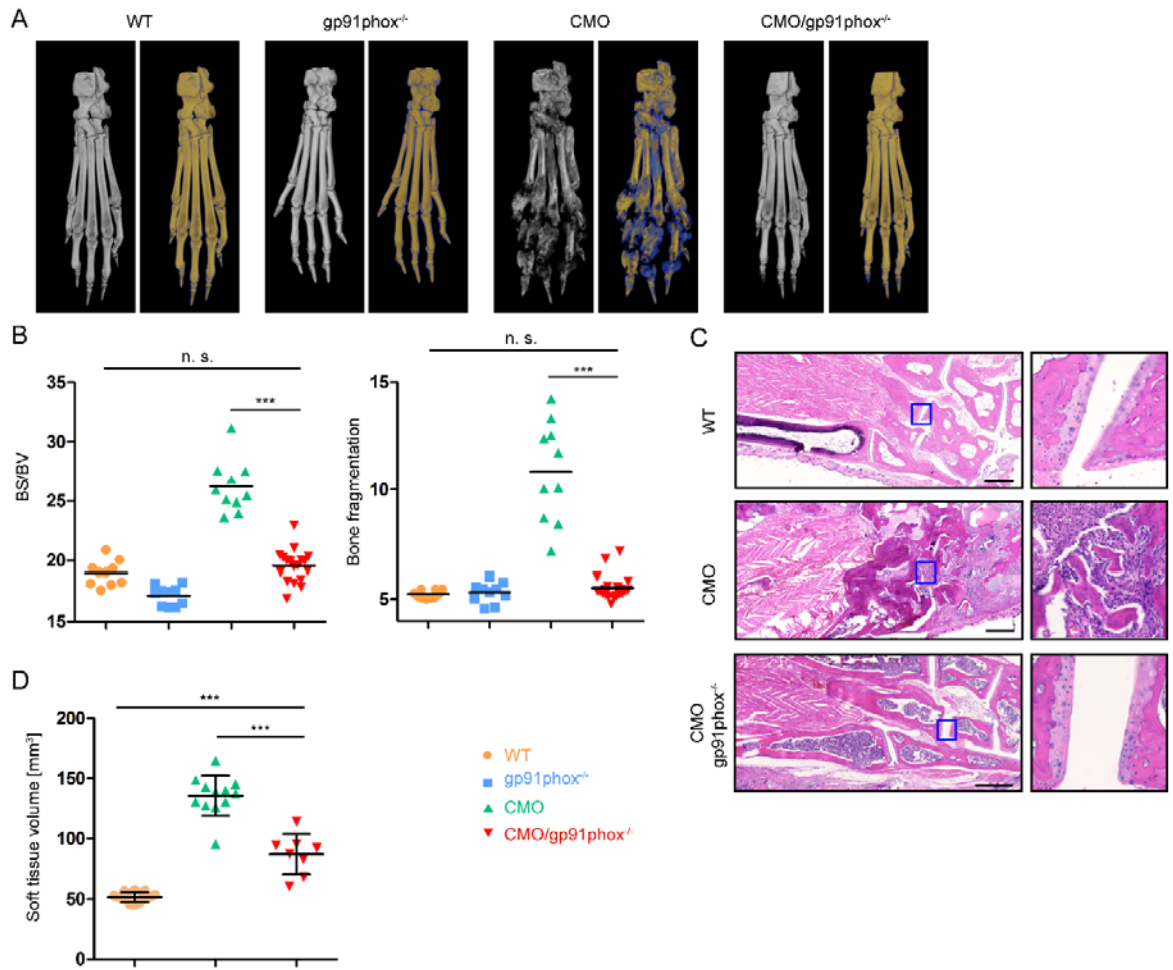 A
WT
gp91phox-/-
CMO
CMO/gp91phox-/-
B
n. s.
***
35
30
25
20
15
BS/BV
n. s.
***
15
10
5
Bone fragmentation
C
WT
CMO
CMO
gp91phox-/-
D
***
***
200
150
100
50
0
Soft tissue volume [mm³]
WT
gp91phox-/-
CMO
CMO/gp91phox-/-